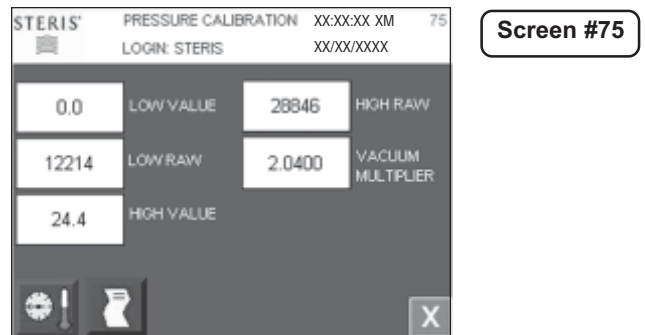 STERIS® PRESSURE CALIBRATION XX:XX:XX XM 75
LOGIN: STERIS XX/XX/XXXX
Screen #75
0.0 LOW VALUE 28846 HIGH RAW
12214 LOW RAW 2.0400 VACUUM
MULTIPLIER
24.4 HIGH VALUE
X